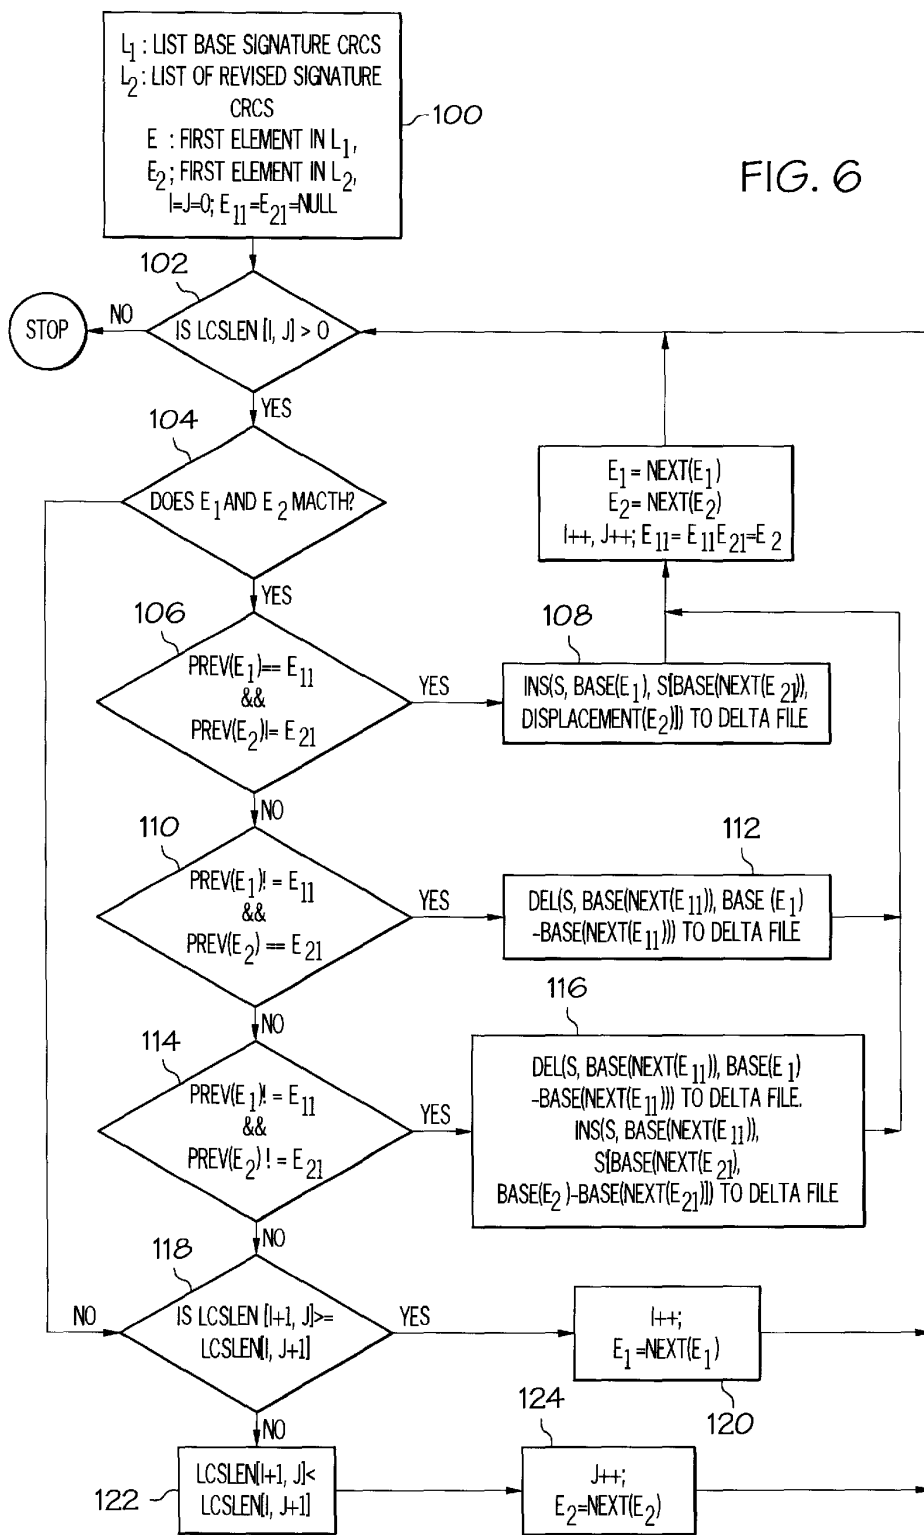 L1 : LIST BASE SIGNATURE CRCS
L2 : LIST OF REVISED SIGNATURE
CRCS
E : FIRST ELEMENT IN L1,
E2; FIRST ELEMENT IN L2,
I=J=0; E11=E21=NULL
100
FIG. 6
102
STOP
NO
IS LCSLEN [I, J] > 0
YES
104
DOES E1 AND E2 MACTH?
YES
E1 = NEXT(E1)
E2 = NEXT(E2)
I++, J++; E11= E11E21=E2
106
PREV(E1)== E11
&&
PREV(E2)!= E21
YES
108
INS(S, BASE(E1), S[BASE(NEXT(E21)),
DISPLACEMENT(E2)]) TO DELTA FILE
NO
110
PREV(E1)! = E11
&&
PREV(E2) == E21
YES
112
DEL(S, BASE(NEXT(E11)), BASE (E1)
-BASE(NEXT(E11))) TO DELTA FILE
NO
114
PREV(E1)! = E11
&&
PREV(E2) ! = E21
YES
116
DEL(S, BASE(NEXT(E11)), BASE(E1)
-BASE(NEXT(E11))) TO DELTA FILE.
INS(S, BASE(NEXT(E11)),
S[BASE(NEXT(E21),
BASE(E2)-BASE(NEXT(E21)]) TO DELTA FILE
NO
118
NO
IS LCSLEN [I+1, J]>=
LCSLEN[I, J+1]
YES
I++;
E1=NEXT(E1)
120
NO
122
LCSLEN[I+1, J]<
LCSLEN[I, J+1]
124
J++;
E2=NEXT(E2)